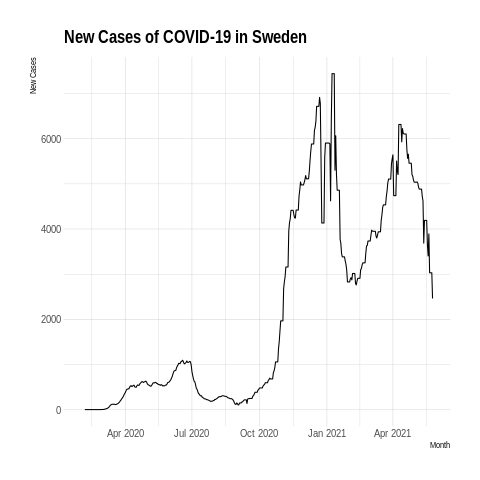 New Cases of COVID-19 in Sweden
New Cases
6000
4000
2000
0
Apr 2020 Jul 2020 Oct 2020 Jan 2021 Apr 2021
Month